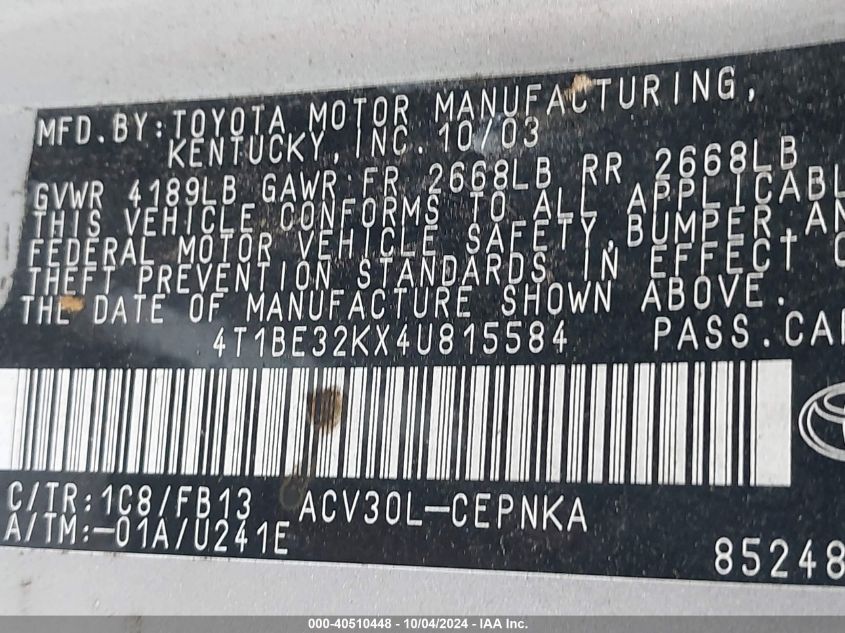 MFD.BY:TOYOTA MOTOR MANUFACTURING,
KENTUCKY,INC. 10/03
GVWR 4189LB GAWR:FR 2668LB RR 2668LB
THIS VEHICLE CONFORMS TO ALL APPLICABL
FEDERAL MOTOR VEHICLE SAFETY,BUMPER,AN
THEFT PREVENTION STANDARDS IN EFFECT O
THE DATE OF MANUFACTURE SHOWN ABOVE.
4T1BE32KX4U815584 PASS.CAR
C/TR:1C8/FB13 ACV30L-CEPNKA
A/TM:-01A/U241E
85248
000-40510448 - 10/04/2024 - IAA Inc.